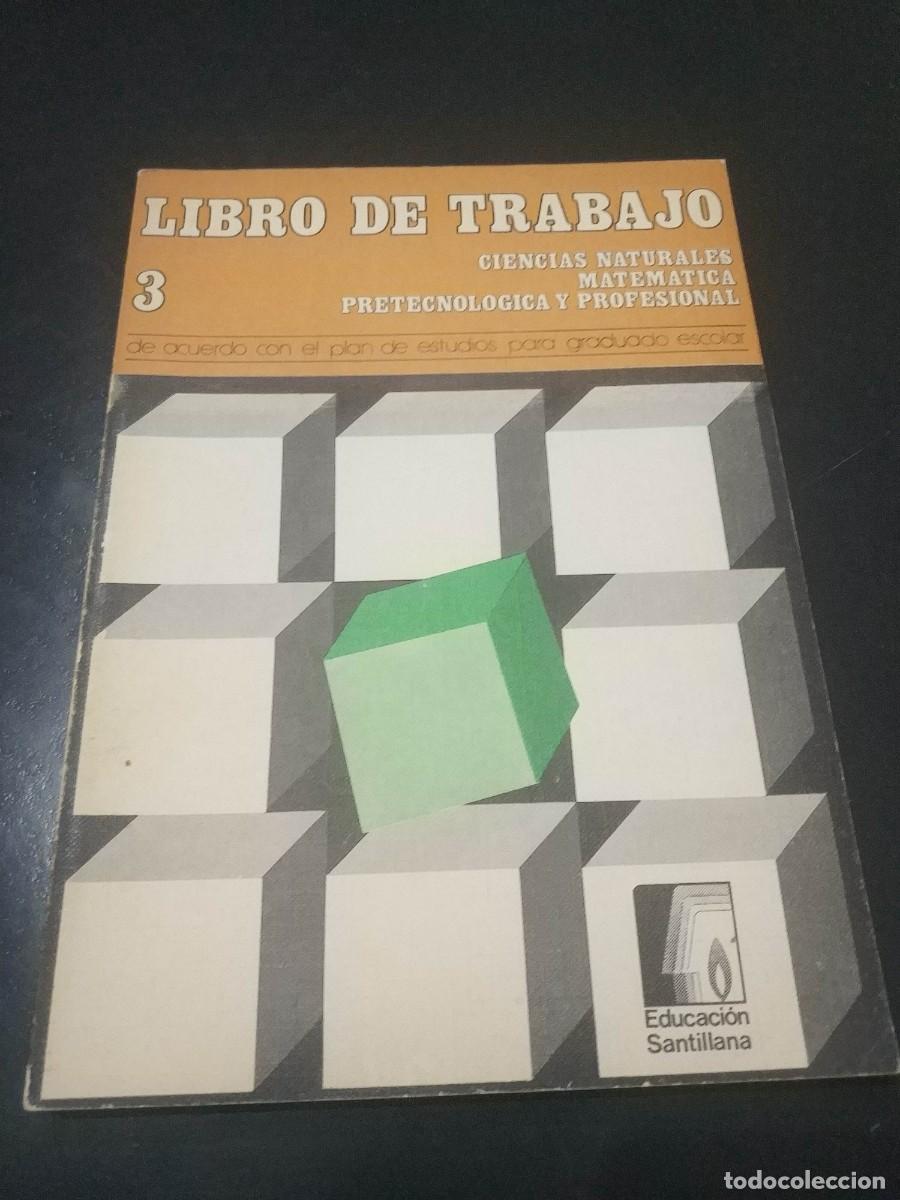 LIBRO DE TRABAJO
3
CIENCIAS NATURALES
MATEMATICA
PRETECNOLOGICA Y PROFESIONAL
de acuerdo con el plan de estudios para graduado escolar
Educación
Santillana
todocoleccion